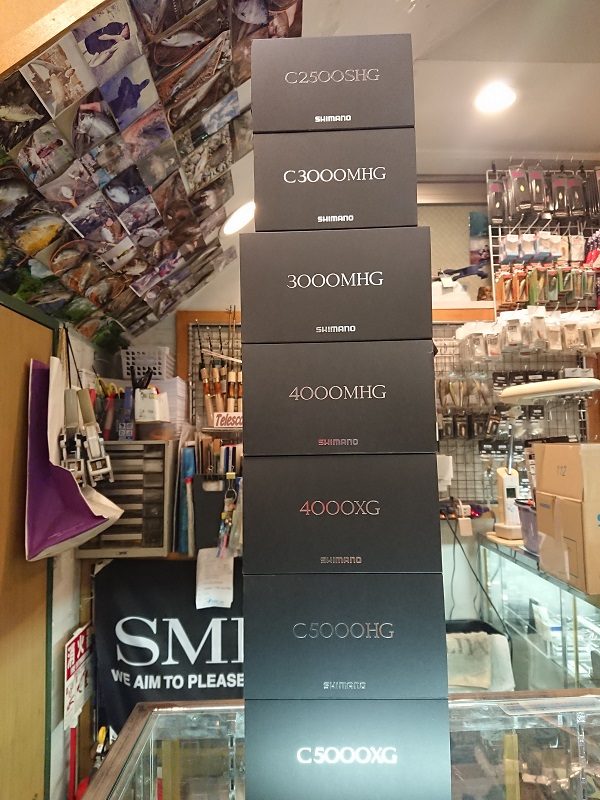 C2500SHG
SHIMANO
C3000MHG
SHIMANO
3000MHG
SHIMANO
4000MHG
SHIMANO
4000XG
SHIMANO
C5000HG
SHIMANO
C5000XG
Telesco
SMI
WE AIM TO PLEASE